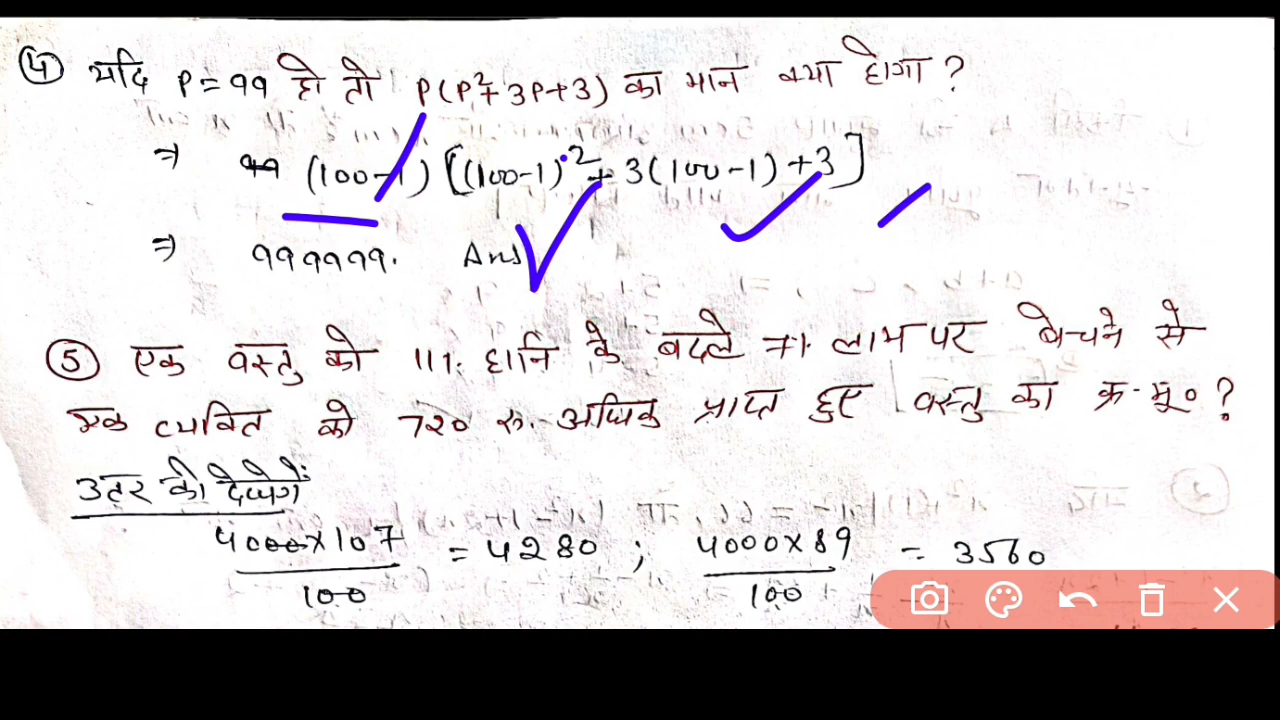 ④ यदि P = 99 हो तो P(P²+3P+3) का मान क्या होगा ?
⇒ 99 (100-1) [(100-1)² + 3(100-1) +3]
⇒ 999999. Ans
⑤ एक वस्तु को 11% हानि के बदले 7% लाभ पर बेचने से
एक व्यक्ति को 720 रु. अधिक प्राप्त हुए वस्तु का क्र.मू० ?
उतर को देखेगें
4000×107/100 = 4280 ; 4000×89/100 = 3560